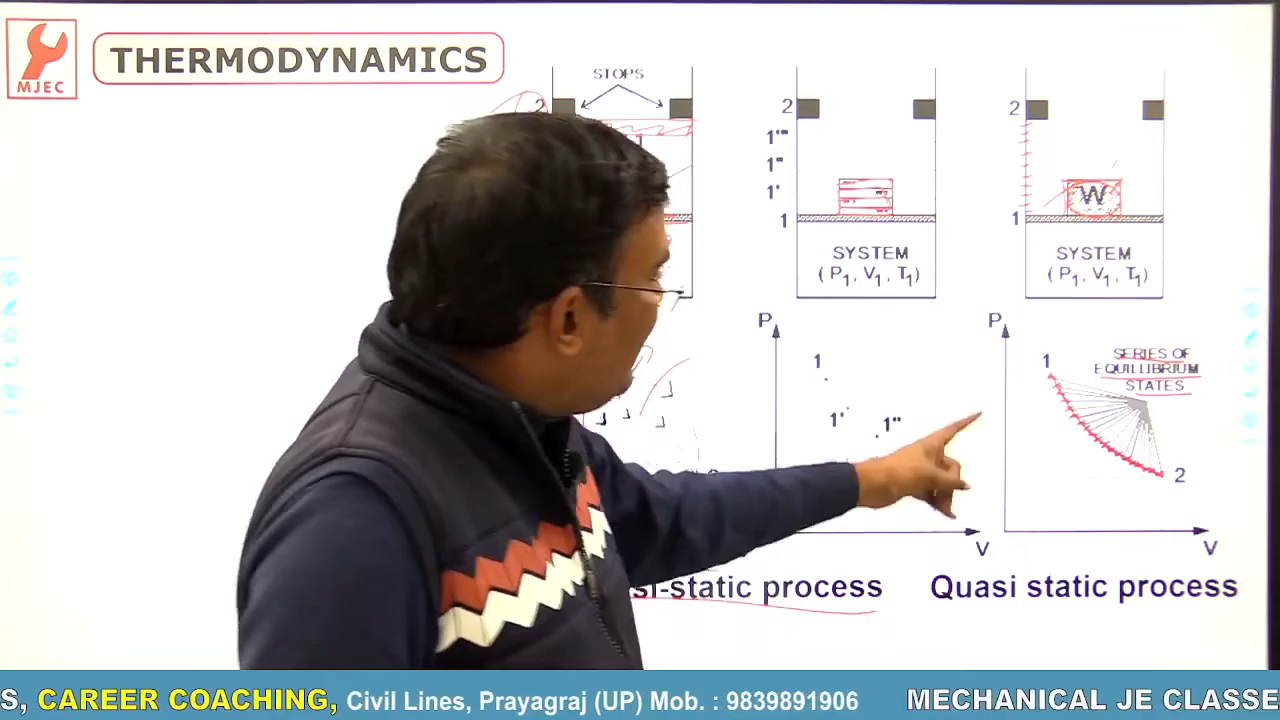 MJEC
THERMODYNAMICS
STOPS
2
2
1'''
1''
1'
1
SYSTEM
( P1, V1, T1)
2
1
W
SYSTEM
( P1, V1, T1)
P
1
1'
1''
V
P
1
SERIES OF
EQUILLIBRIUM
STATES
2
V
si-static process
Quasi static process
S, CAREER COACHING, Civil Lines, Prayagraj (UP) Mob. : 9839891906 MECHANICAL JE CLASSE